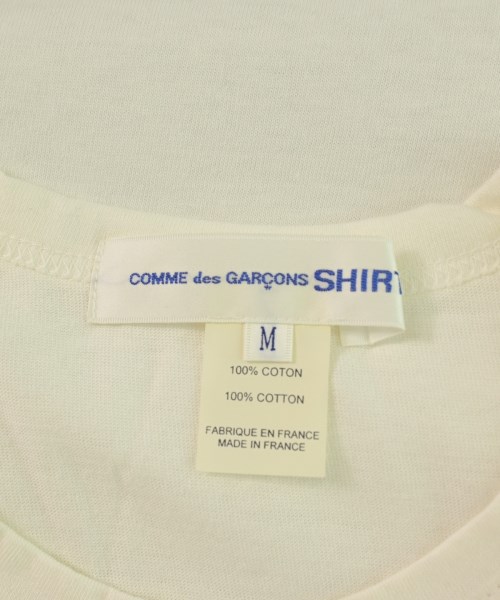 COMME des GARÇONS SHIRT
M
100% COTON
100% COTTON
FABRIQUE EN FRANCE
MADE IN FRANCE